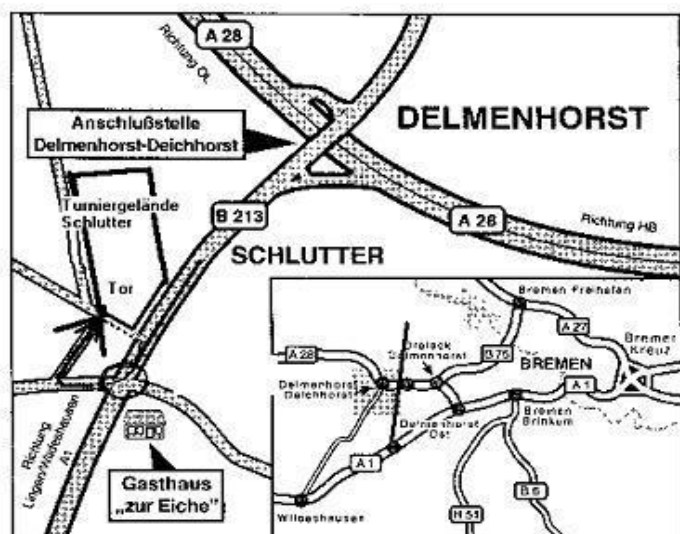 A 28
Richtung OL
Anschlußstelle
Delmenhorst-Deichhorst
DELMENHORST
Turniergelände
Schlutter
B 213
A 28
Richtung HB
SCHLUTTER
Tor
Richtung
A1
Gasthaus
„zur Eiche"
Bremen Freihafen
A 27
Bremer
Kreuz
Dreieck
Delmenhorst
B 75
BREMEN
A 28
Delmenhorst
Deichhorst
A 1
Delmenhorst
Ost
Bremen
Brinkum
A 1
Wildeshausen